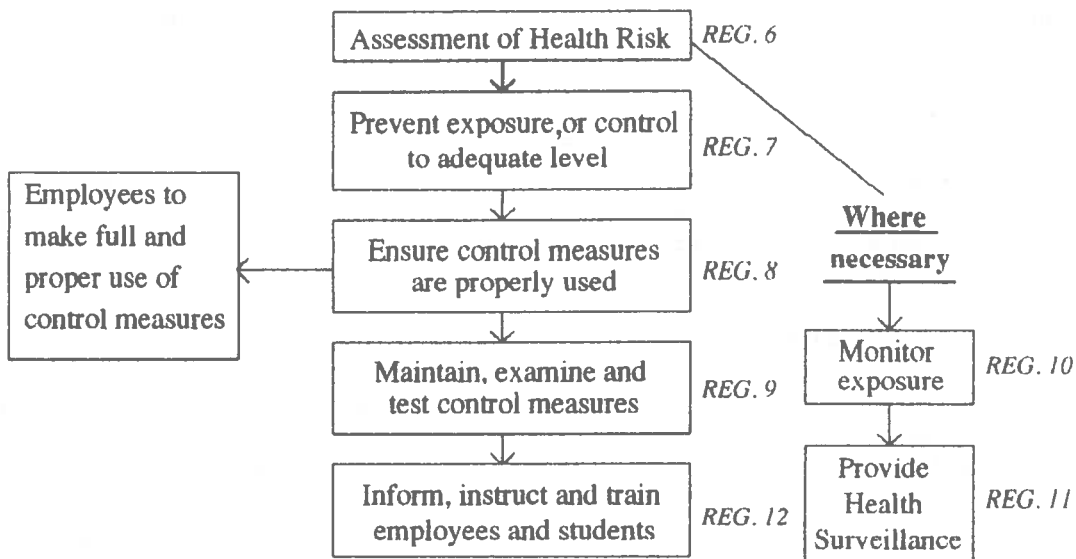 Assessment of Health Risk
REG. 6
Prevent exposure,or control
to adequate level
REG. 7
Employees to
make full and
proper use of
control measures
Ensure control measures
are properly used
REG. 8
Maintain, examine and
test control measures
REG. 9
Inform, instruct and train
employees and students
REG. 12
Where
necessary
Monitor
exposure
REG. 10
Provide
Health
Surveillance
REG. 11